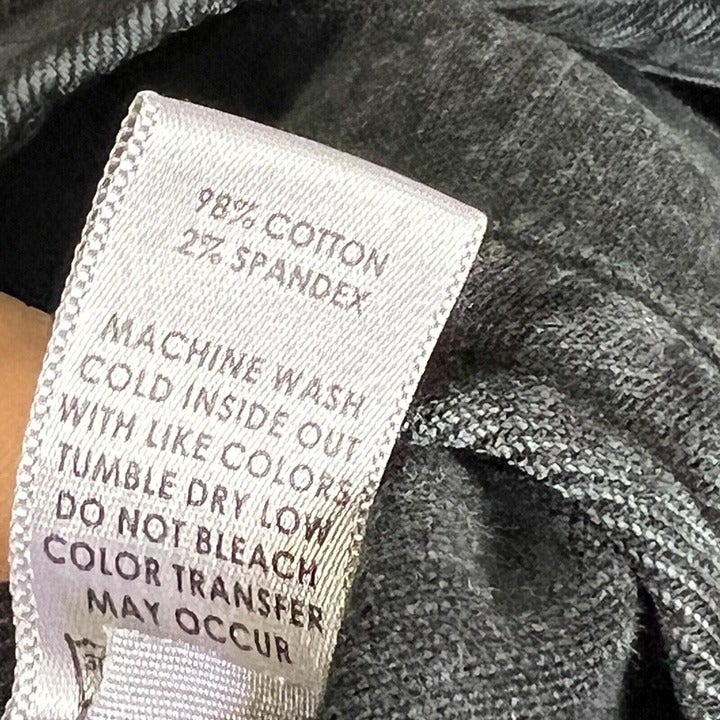 98% COTTON
2% SPANDEX
MACHINE WASH
COLD INSIDE OUT
WITH LIKE COLORS
TUMBLE DRY LOW
DO NOT BLEACH
COLOR TRANSFER
MAY OCCUR